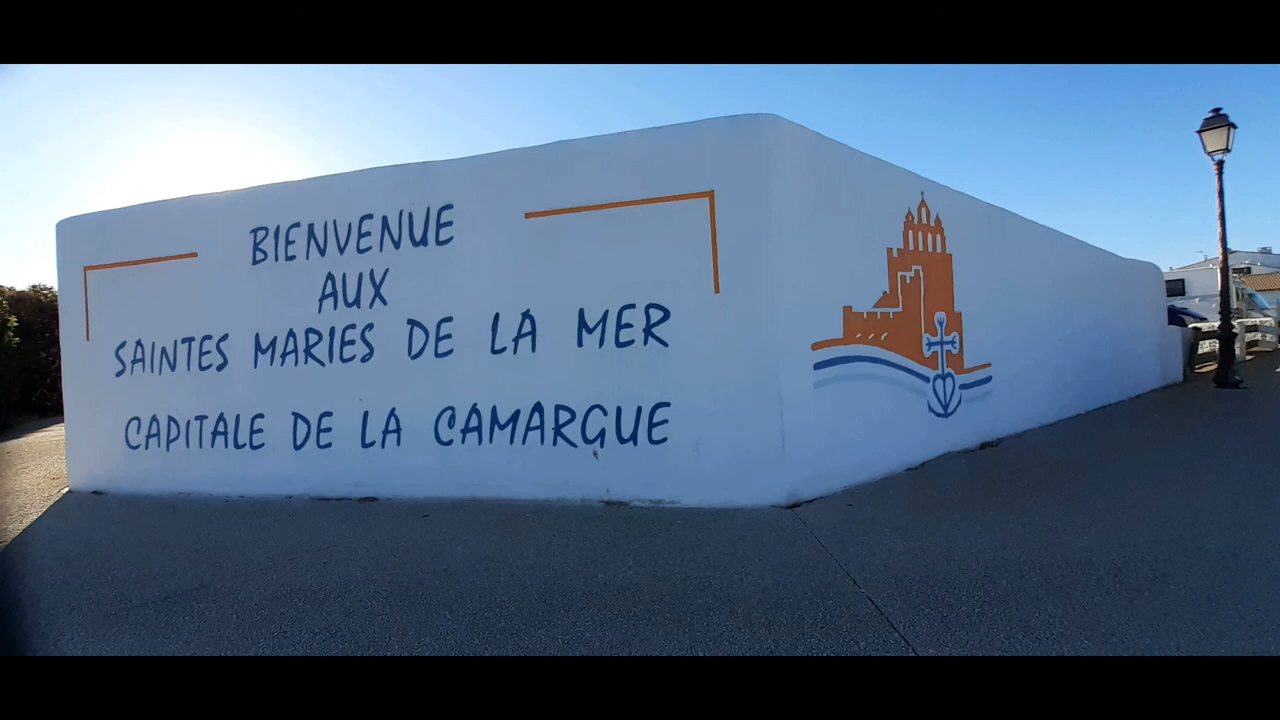 BIENVENUE
AUX
SAINTES MARIES DE LA MER
CAPITALE DE LA CAMARGUE